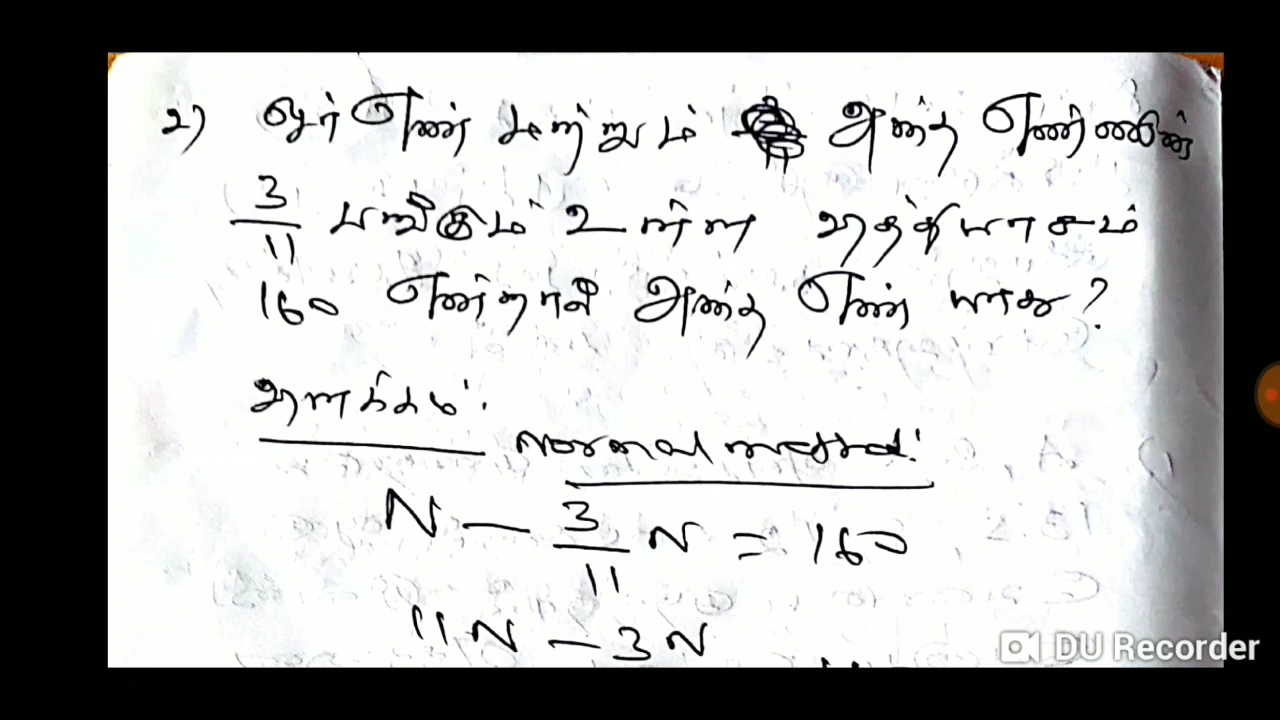 2) ஓர் எண் மற்றும் அந்த எண்ணின்
3/11 பங்கிற்கும் உள்ள வித்தியாசம்
160 என்றால் அந்த எண் யாது?
விளக்கம்:
N — 3/11 N = 160
11N — 3N
DU Recorder